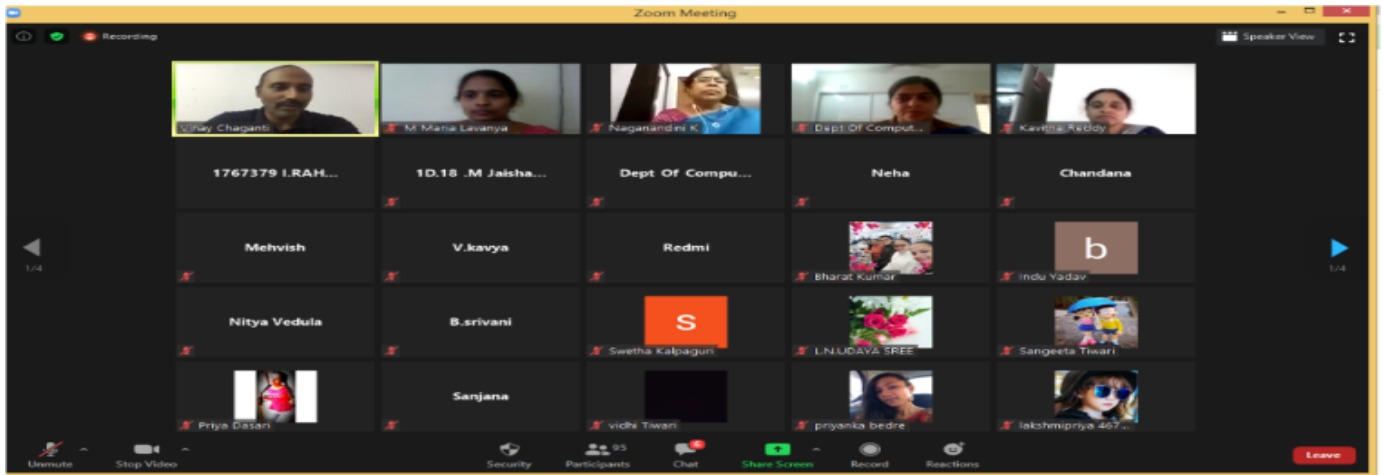 Zoom Meeting
Recording
Speaker View
Vinay Chaganti
M Maria Lavanya
Naganandini K
Dept Of Comput...
Kavitha Reddy
1767379 I.RAH...
1D.18 .M Jaisha...
Dept Of Compu...
Neha
Chandana
Mehvish
V.kavya
Redmi
Bharat Kumar
b
Indu Yadav
1/4
1/4
Nitya Vedula
B.srivani
S
Swetha Kalpaguri
L.N.UDAYA SREE
Sangeeta Tiwari
Priya Dasari
Sanjana
vidhi Tiwari
priyanka bedre
lakshmipriya 467...
Unmute
Stop Video
Security
95
Participants
6
Chat
Share Screen
Record
Reactions
Leave